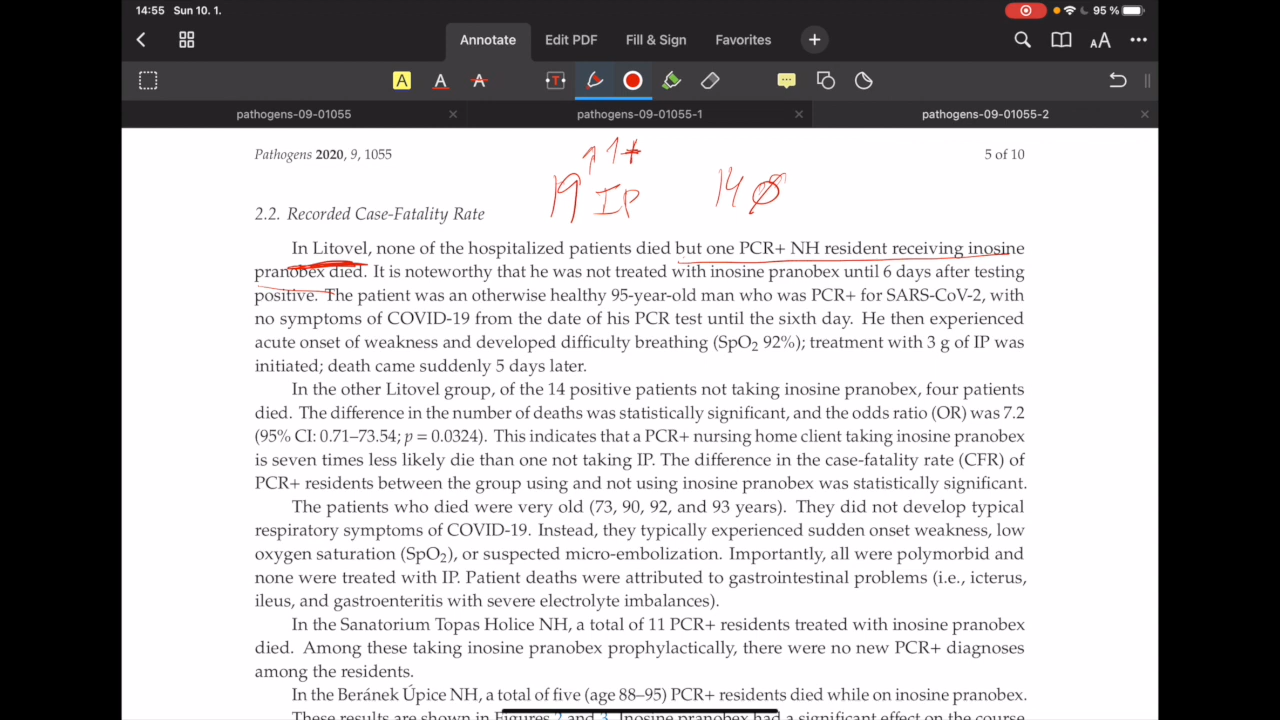 14:55 Sun 10. 1. 95 %
Annotate Edit PDF Fill & Sign Favorites
pathogens-09-01055 pathogens-09-01055-1 pathogens-09-01055-2
1+
Pathogens 2020, 9, 1055 5 of 10
19 IP 14 Ø
2.2. Recorded Case-Fatality Rate
In Litovel, none of the hospitalized patients died but one PCR+ NH resident receiving inosine
pranobex died. It is noteworthy that he was not treated with inosine pranobex until 6 days after testing
positive. The patient was an otherwise healthy 95-year-old man who was PCR+ for SARS-CoV-2, with
no symptoms of COVID-19 from the date of his PCR test until the sixth day. He then experienced
acute onset of weakness and developed difficulty breathing (SpO2 92%); treatment with 3 g of IP was
initiated; death came suddenly 5 days later.
In the other Litovel group, of the 14 positive patients not taking inosine pranobex, four patients
died. The difference in the number of deaths was statistically significant, and the odds ratio (OR) was 7.2
(95% CI: 0.71–73.54; p = 0.0324). This indicates that a PCR+ nursing home client taking inosine pranobex
is seven times less likely die than one not taking IP. The difference in the case-fatality rate (CFR) of
PCR+ residents between the group using and not using inosine pranobex was statistically significant.
The patients who died were very old (73, 90, 92, and 93 years). They did not develop typical
respiratory symptoms of COVID-19. Instead, they typically experienced sudden onset weakness, low
oxygen saturation (SpO2), or suspected micro-embolization. Importantly, all were polymorbid and
none were treated with IP. Patient deaths were attributed to gastrointestinal problems (i.e., icterus,
ileus, and gastroenteritis with severe electrolyte imbalances).
In the Sanatorium Topas Holice NH, a total of 11 PCR+ residents treated with inosine pranobex
died. Among these taking inosine pranobex prophylactically, there were no new PCR+ diagnoses
among the residents.
In the Beránek Úpice NH, a total of five (age 88–95) PCR+ residents died while on inosine pranobex.
These results are shown in Figures 2 and 3. Inosine pranobex had a significant effect on the course